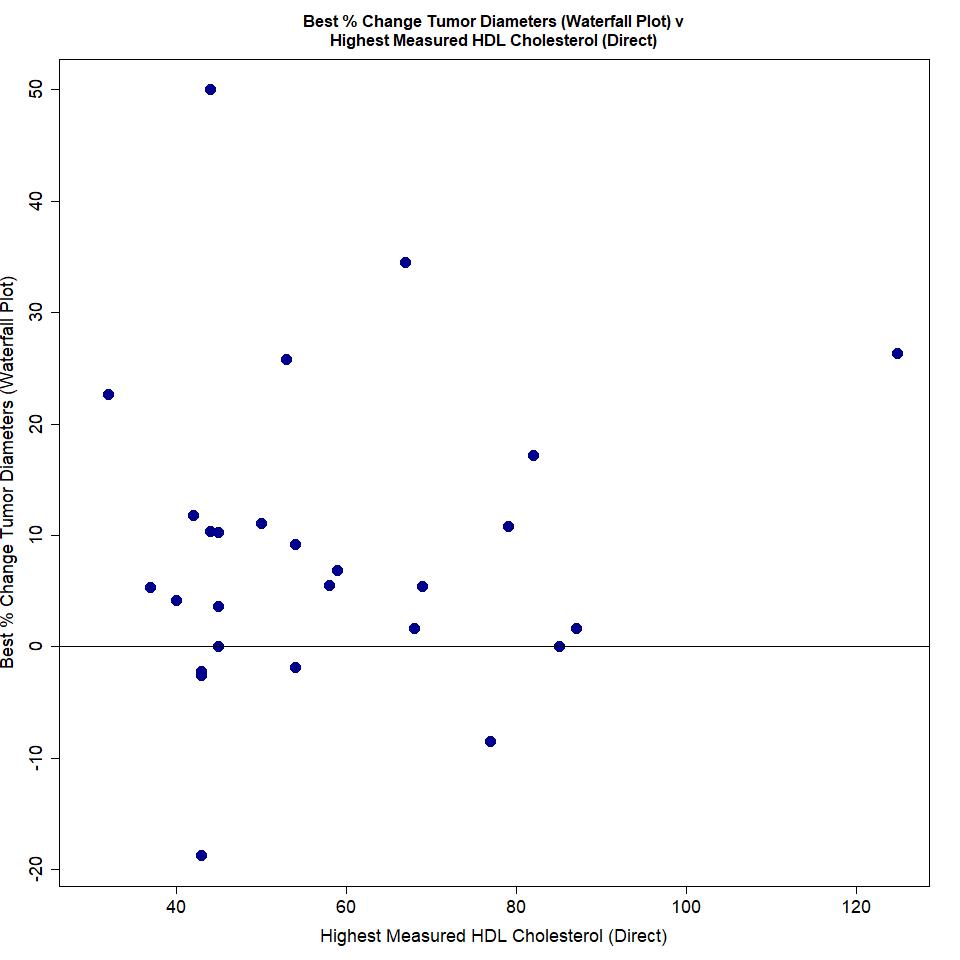 Best % Change Tumor Diameters (Waterfall Plot) v
Highest Measured HDL Cholesterol (Direct)
Best % Change Tumor Diameters (Waterfall Plot)
50
40
30
20
10
0
-10
-20
40 60 80 100 120
Highest Measured HDL Cholesterol (Direct)